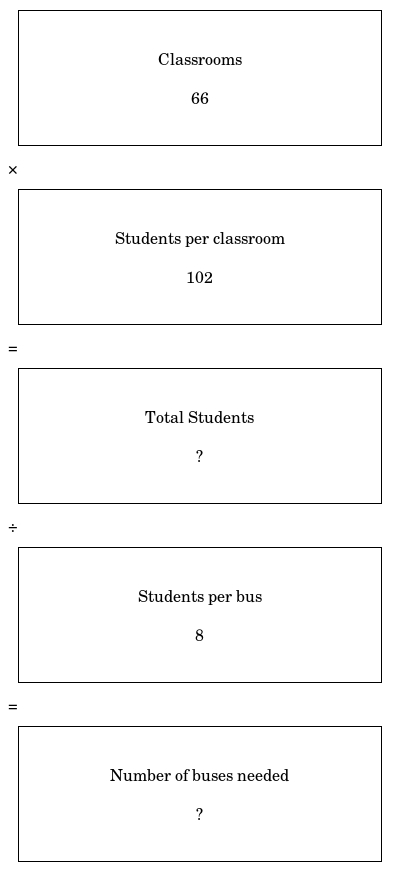 Classrooms
66
×
Students per classroom
102
=
Total Students
?
÷
Students per bus
8
=
Number of buses needed
?